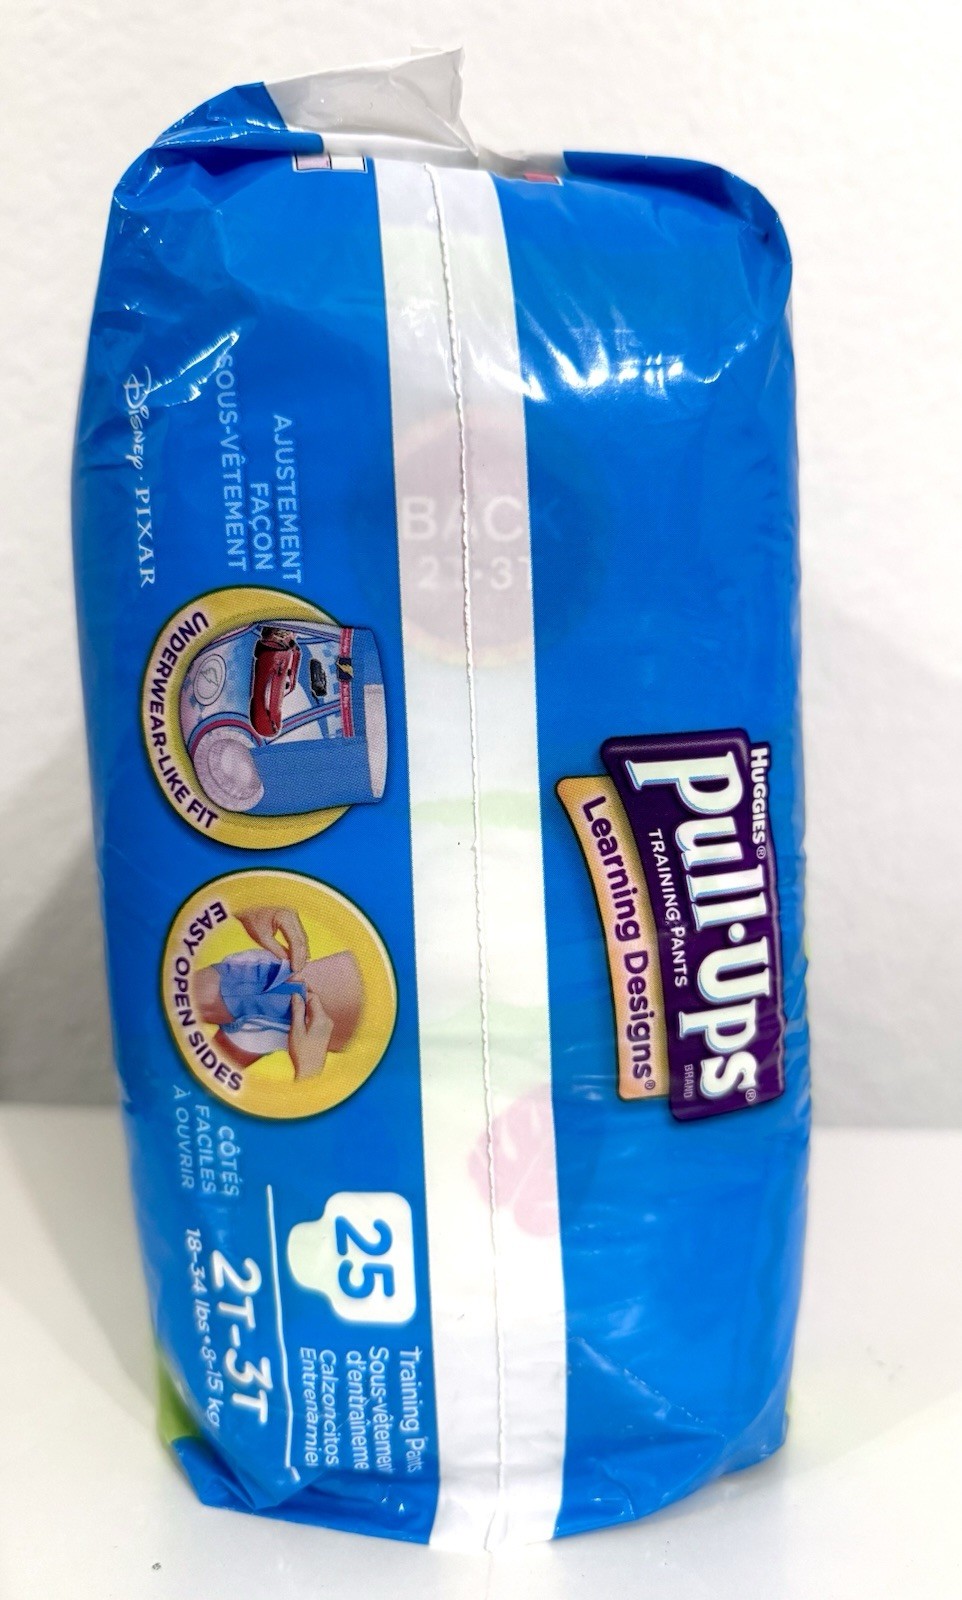 HUGGIES®
Pull·Ups®
TRAINING PANTS
BRAND
Learning Designs®
BACK
2T-3T
AJUSTEMENT
FAÇON
SOUS-VÊTEMENT
DISNEY · PIXAR
UNDERWEAR-LIKE FIT
EASY OPEN SIDES
CÔTÉS
FACILES
À OUVRIR
25
Training Pants
Sous-vêtemen
d'entraîneme
Calzoncitos
Entrenamie
2T-3T
18-34 lbs • 8-15 kg